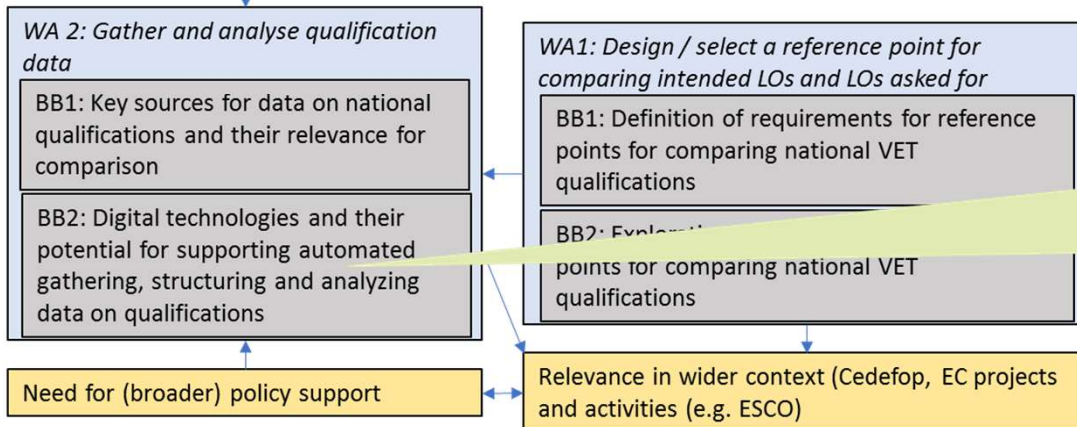 WA 2: Gather and analyse qualification
data
BB1: Key sources for data on national
qualifications and their relevance for
comparison
BB2: Digital technologies and their
potential for supporting automated
gathering, structuring and analyzing
data on qualifications
Need for (broader) policy support
WA1: Design / select a reference point for
comparing intended LOs and LOs asked for
BB1: Definition of requirements for reference
points for comparing national VET
qualifications
BB2:
points for comparing national VET
qualifications
Relevance in wider context (Cedefop, EC projects
and activities (e.g. ESCO)